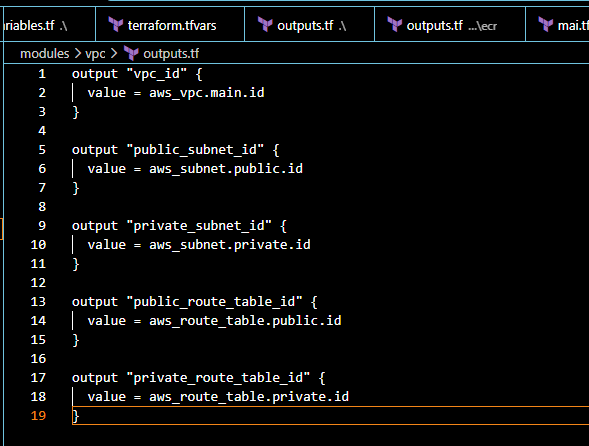 ariables.tf .\ terraform.tfvars outputs.tf .\ outputs.tf ...\ecr mai.tf
modules > vpc > outputs.tf
1 output "vpc_id" {
2 value = aws_vpc.main.id
3 }
4
5 output "public_subnet_id" {
6 value = aws_subnet.public.id
7 }
8
9 output "private_subnet_id" {
10 value = aws_subnet.private.id
11 }
12
13 output "public_route_table_id" {
14 value = aws_route_table.public.id
15 }
16
17 output "private_route_table_id" {
18 value = aws_route_table.private.id
19 }